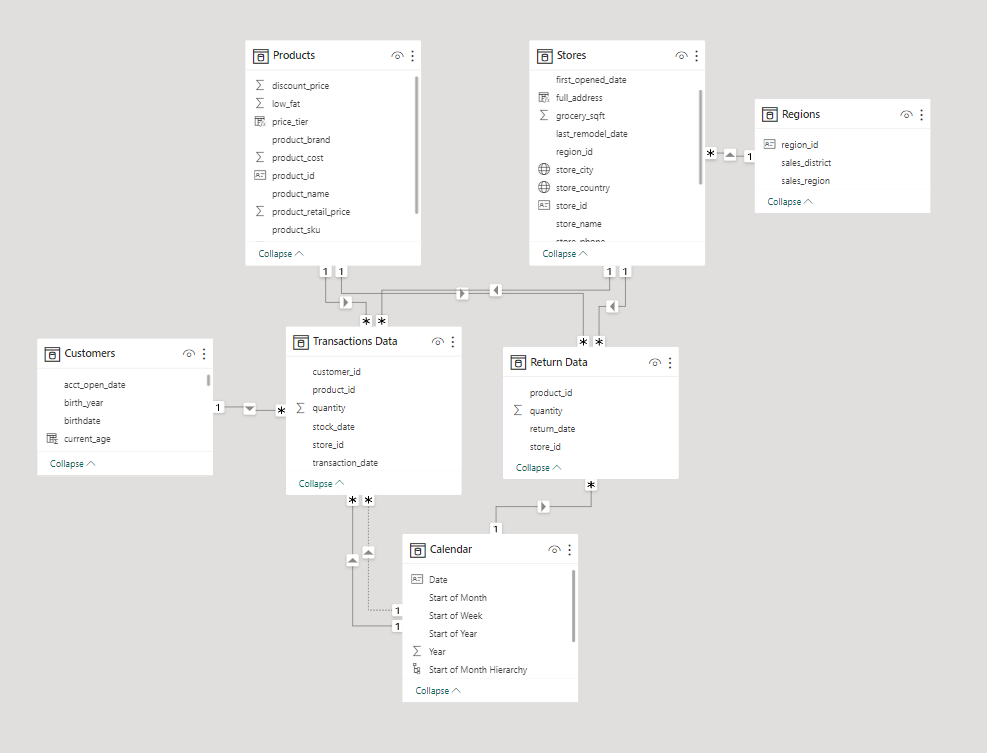 Products
discount_price
low_fat
price_tier
product_brand
product_cost
product_id
product_name
product_retail_price
product_sku
Collapse
1
1
Stores
first_opened_date
full_address
grocery_sqft
last_remodel_date
region_id
store_city
store_country
store_id
store_name
store_phone
Collapse
*
1
1
1
Regions
region_id
sales_district
sales_region
Collapse
Customers
acct_open_date
birth_year
birthdate
current_age
Collapse
1
*
*
*
Transactions Data
customer_id
product_id
quantity
stock_date
store_id
transaction_date
Collapse
*
*
*
*
Return Data
product_id
quantity
return_date
store_id
Collapse
*
1
1
1
Calendar
Date
Start of Month
Start of Week
Start of Year
Year
Start of Month Hierarchy
Collapse